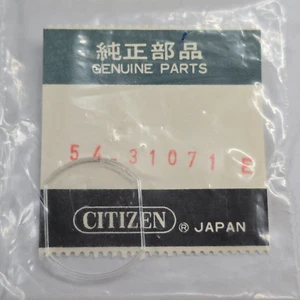 純正部品
GENUINE PARTS
54-31071
CITIZEN ® JAPAN